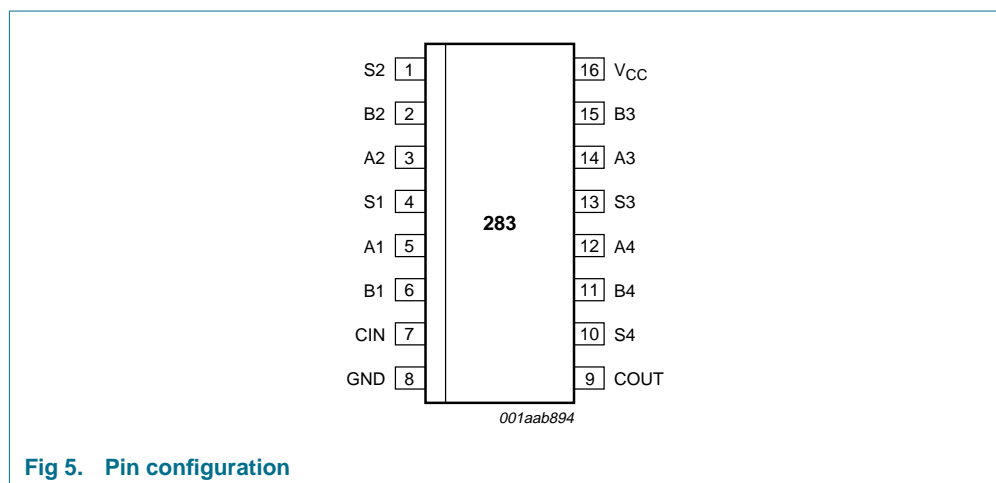 S2 1 16 VCC
B2 2 15 B3
A2 3 14 A3
S1 4 13 S3
283
A1 5 12 A4
B1 6 11 B4
CIN 7 10 S4
GND 8 9 COUT
001aab894
Fig 5. Pin configuration